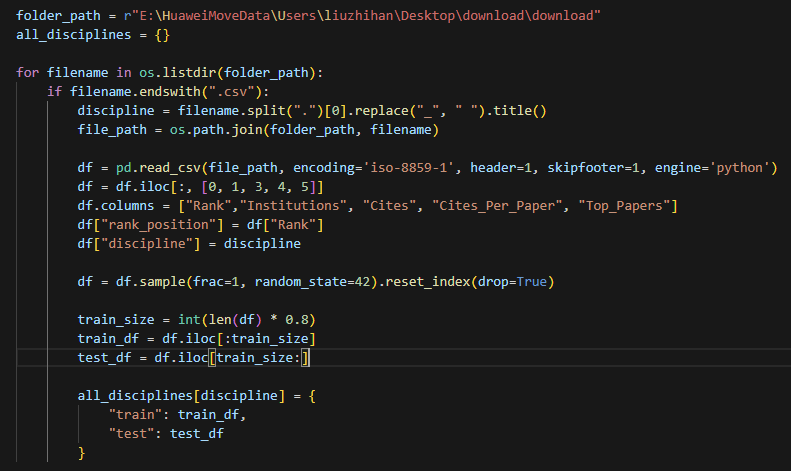 folder_path = r"E:\HuaweiMoveData\Users\liuzhihan\Desktop\download\download"
all_disciplines = {}
for filename in os.listdir(folder_path):
    if filename.endswith(".csv"):
        discipline = filename.split(".")[0].replace("_", " ").title()
        file_path = os.path.join(folder_path, filename)
        df = pd.read_csv(file_path, encoding='iso-8859-1', header=1, skipfooter=1, engine='python')
        df = df.iloc[:, [0, 1, 3, 4, 5]]
        df.columns = ["Rank","Institutions", "Cites", "Cites_Per_Paper", "Top_Papers"]
        df["rank_position"] = df["Rank"]
        df["discipline"] = discipline
        df = df.sample(frac=1, random_state=42).reset_index(drop=True)
        train_size = int(len(df) * 0.8)
        train_df = df.iloc[:train_size]
        test_df = df.iloc[train_size:]
        all_disciplines[discipline] = {
            "train": train_df,
            "test": test_df
        }